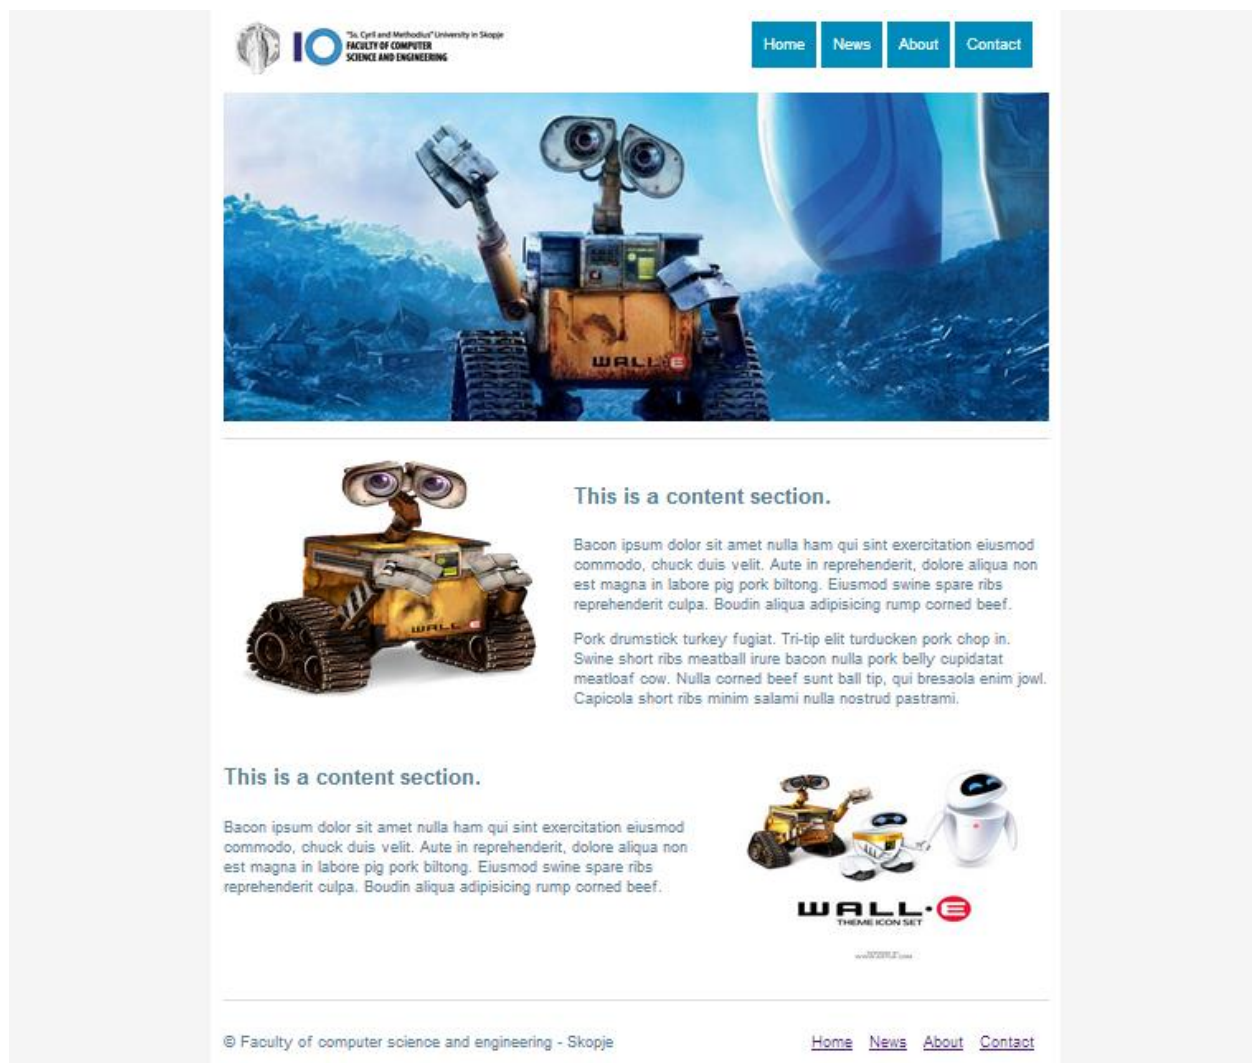 "Ss. Cyril and Methodius" University in Skopje
FACULTY OF COMPUTER
SCIENCE AND ENGINEERING
Home News About Contact
WALL·E
This is a content section.
Bacon ipsum dolor sit amet nulla ham qui sint exercitation eiusmod
commodo, chuck duis velit. Aute in reprehenderit, dolore aliqua non
est magna in labore pig pork biltong. Eiusmod swine spare ribs
reprehenderit culpa. Boudin aliqua adipisicing rump corned beef.
WALL·E
Pork drumstick turkey fugiat. Tri-tip elit turducken pork chop in.
Swine short ribs meatball irure bacon nulla pork belly cupidatat
meatloaf cow. Nulla corned beef sunt ball tip, qui bresaola enim jowl.
Capicola short ribs minim salami nulla nostrud pastrami.
This is a content section.
Bacon ipsum dolor sit amet nulla ham qui sint exercitation eiusmod
commodo, chuck duis velit. Aute in reprehenderit, dolore aliqua non
est magna in labore pig pork biltong. Eiusmod swine spare ribs
reprehenderit culpa. Boudin aliqua adipisicing rump corned beef.
WALL·E
THEME ICON SET
© Faculty of computer science and engineering - Skopje
Home News About Contact